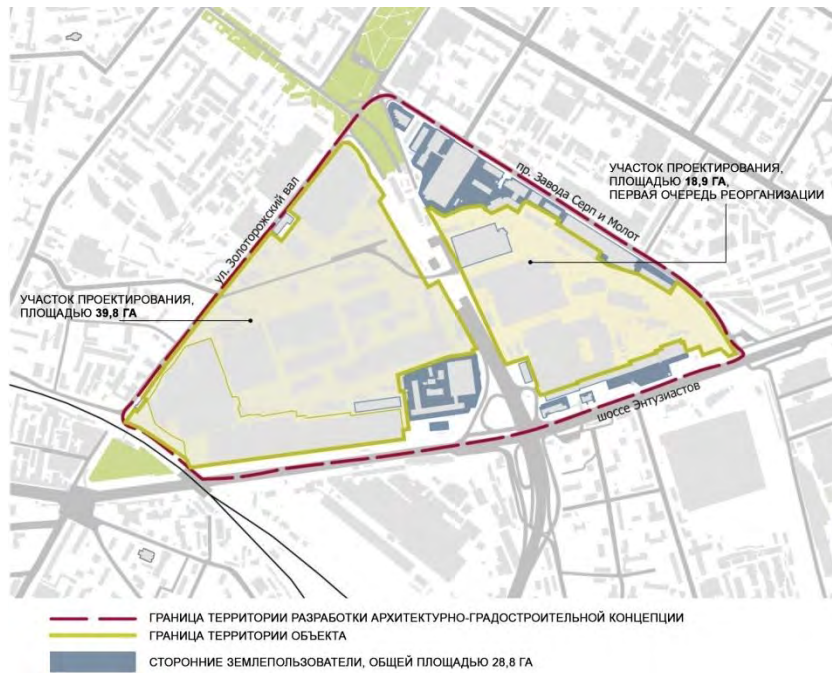 пр. Завода Серп и Молот
УЧАСТОК ПРОЕКТИРОВАНИЯ,
ПЛОЩАДЬЮ 18,9 ГА,
ПЕРВАЯ ОЧЕРЕДЬ РЕОРГАНИЗАЦИИ
ул. Золоторожский вал
УЧАСТОК ПРОЕКТИРОВАНИЯ,
ПЛОЩАДЬЮ 39,8 ГА
шоссе Энтузиастов
ГРАНИЦА ТЕРРИТОРИИ РАЗРАБОТКИ АРХИТЕКТУРНО-ГРАДОСТРОИТЕЛЬНОЙ КОНЦЕПЦИИ
ГРАНИЦА ТЕРРИТОРИИ ОБЪЕКТА
СТОРОННИЕ ЗЕМЛЕПОЛЬЗОВАТЕЛИ, ОБЩЕЙ ПЛОЩАДЬЮ 28,8 ГА